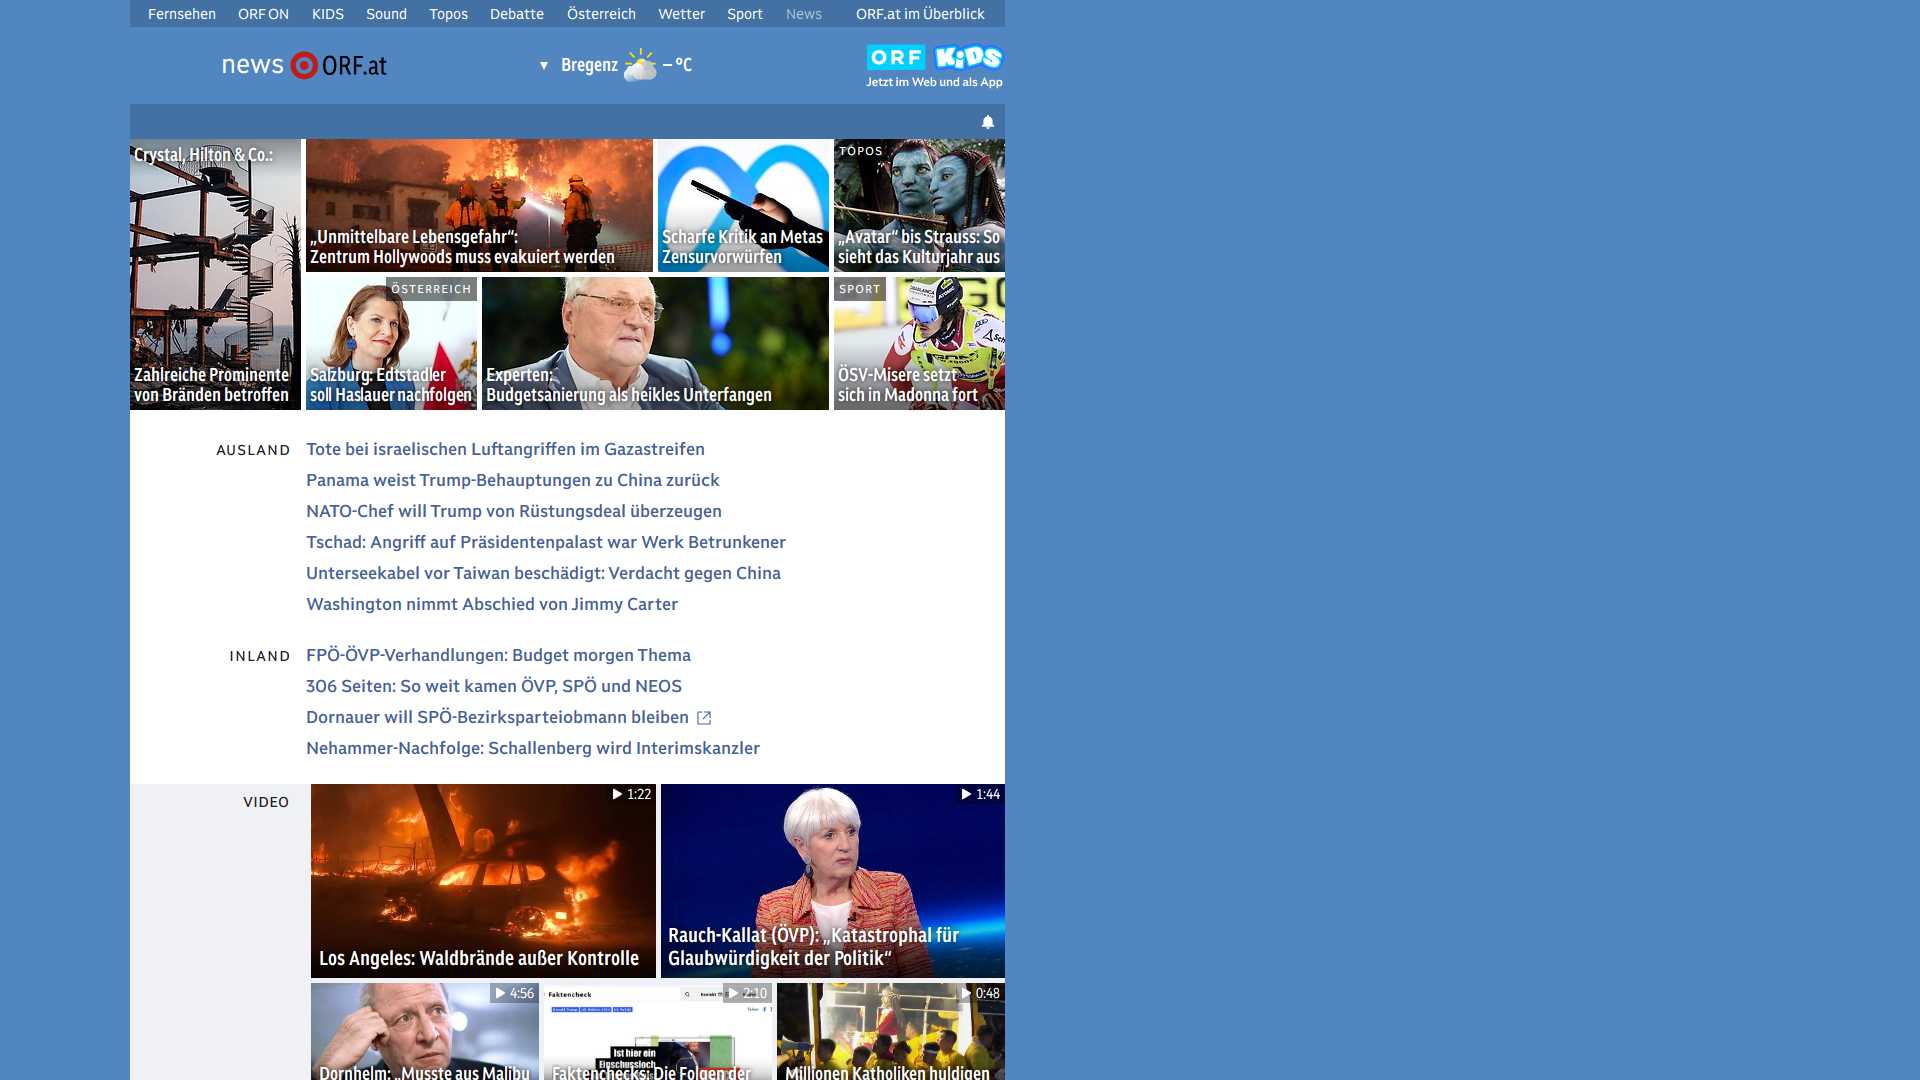 Fernsehen ORF ON KIDS Sound Topos Debatte Österreich Wetter Sport News ORF.at im Überblick
news ORF.at
Bregenz – °C
ORF KiDS
Jetzt im Web und als App
Crystal, Hilton & Co.:
Zahlreiche Prominente
von Bränden betroffen
„Unmittelbare Lebensgefahr“:
Zentrum Hollywoods muss evakuiert werden
Scharfe Kritik an Metas
Zensurvorwürfen
TOPOS
„Avatar“ bis Strauss: So
sieht das Kulturjahr aus
ÖSTERREICH
Salzburg: Edtstadler
soll Haslauer nachfolgen
Experten:
Budgetsanierung als heikles Unterfangen
SPORT
ÖSV-Misere setzt
sich in Madonna fort
AUSLAND
Tote bei israelischen Luftangriffen im Gazastreifen
Panama weist Trump-Behauptungen zu China zurück
NATO-Chef will Trump von Rüstungsdeal überzeugen
Tschad: Angriff auf Präsidentenpalast war Werk Betrunkener
Unterseekabel vor Taiwan beschädigt: Verdacht gegen China
Washington nimmt Abschied von Jimmy Carter
INLAND
FPÖ-ÖVP-Verhandlungen: Budget morgen Thema
306 Seiten: So weit kamen ÖVP, SPÖ und NEOS
Dornauer will SPÖ-Bezirksparteiobmann bleiben
Nehammer-Nachfolge: Schallenberg wird Interimskanzler
VIDEO
1:22
Los Angeles: Waldbrände außer Kontrolle
1:44
Rauch-Kallat (ÖVP): „Katastrophal für
Glaubwürdigkeit der Politik“
4:56
Dornhelm: „Musste aus Malibu
2:10
Faktencheck
Kontakt
Ist hier ein
Einschussloch
Faktenchecks: Die Folgen der
0:48
Millionen Katholiken huldigen